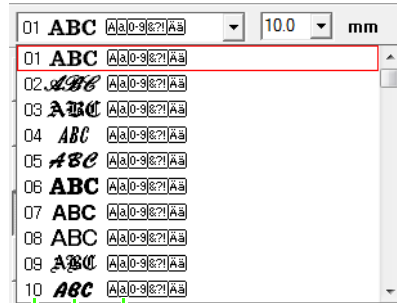 01 ABC Aa 0-9 &?! Ää 10.0 mm
01 ABC Aa 0-9 &?! Ää
02 ABC Aa 0-9 &?! Ää
03 ABC Aa 0-9 &?! Ää
04 ABC Aa 0-9 &?! Ää
05 ABC Aa 0-9 &?! Ää
06 ABC Aa 0-9 &?! Ää
07 ABC Aa 0-9 &?! Ää
08 ABC Aa 0-9 &?! Ää
09 ABC Aa 0-9 &?! Ää
10 ABC Aa 0-9 &?! Ää